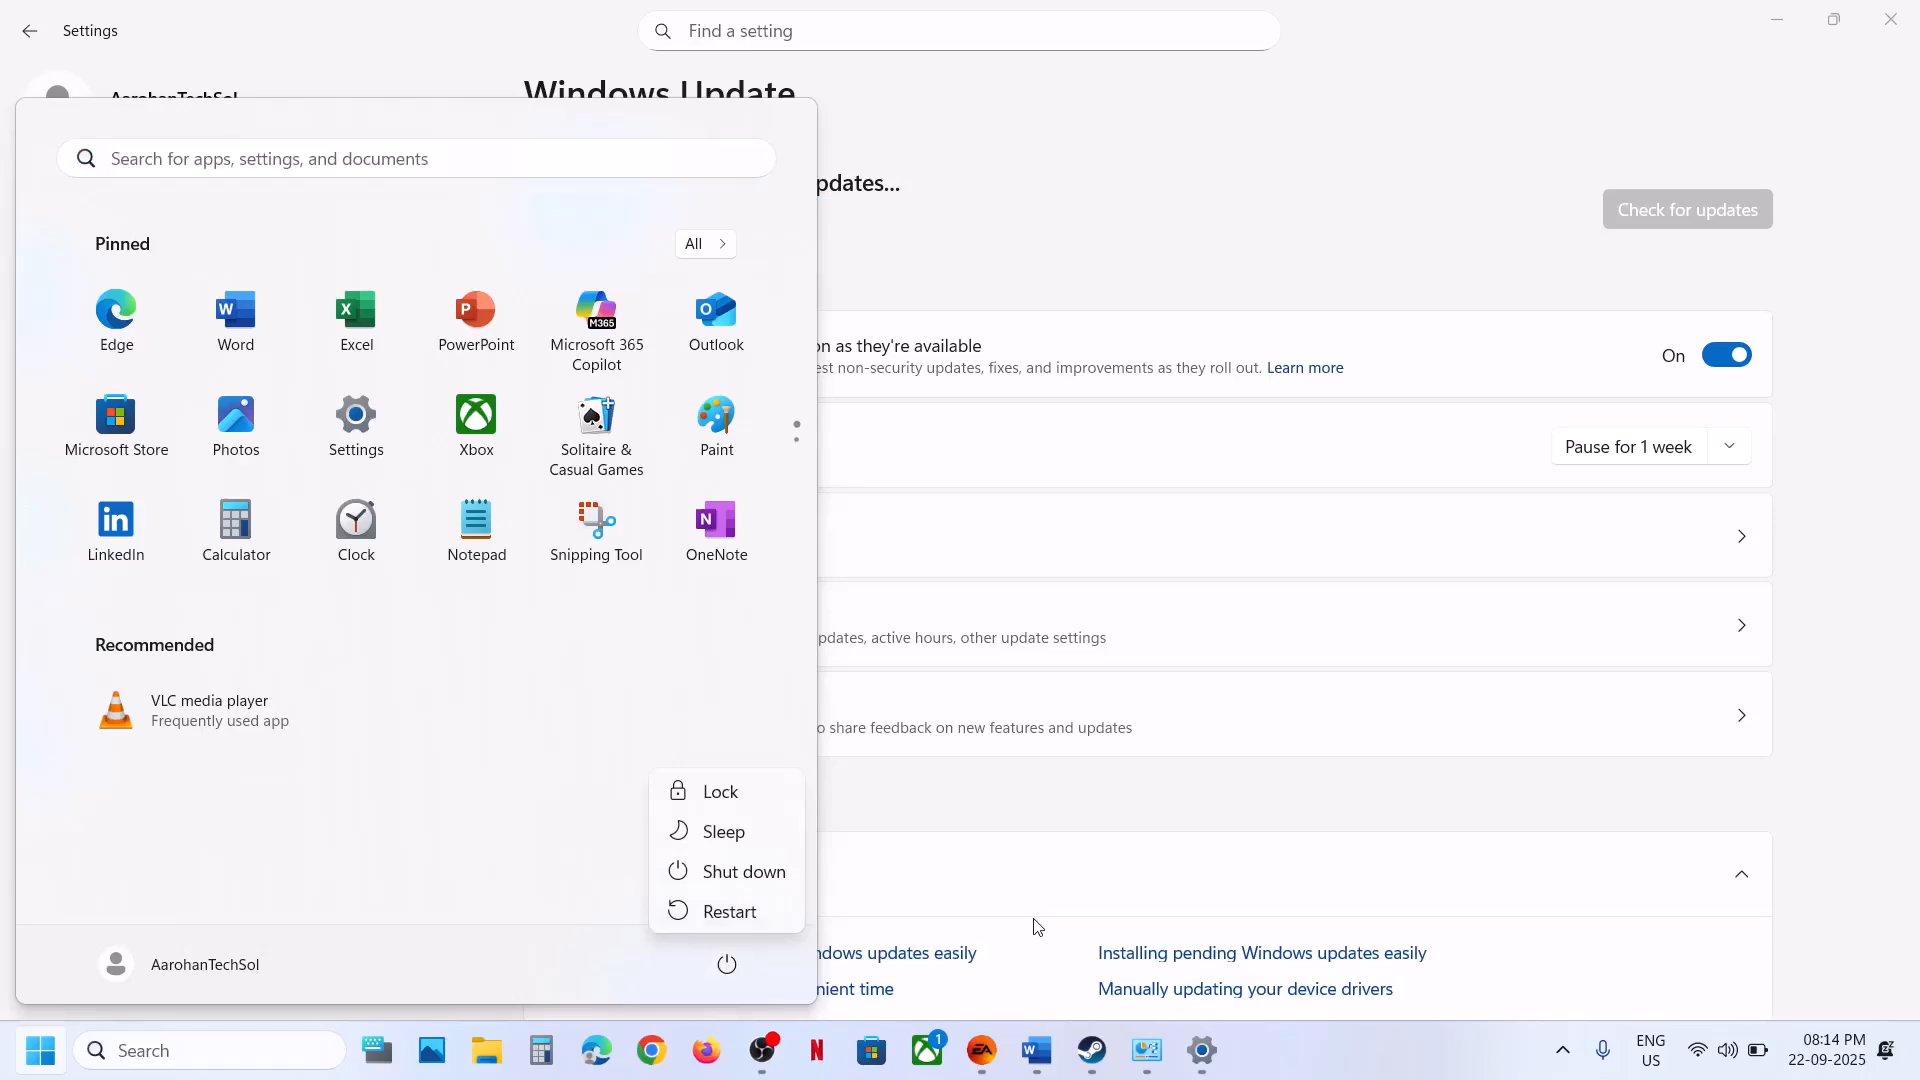 Settings
Find a setting
AarohanTechSol
Windows Update
Search for apps, settings, and documents
pdates...
Check for updates
Pinned
All
Edge
Word
Excel
PowerPoint
Microsoft 365
Copilot
Outlook
M365
on as they're available
est non-security updates, fixes, and improvements as they roll out. Learn more
On
Microsoft Store
Photos
Settings
Xbox
Solitaire &
Casual Games
Paint
Pause for 1 week
LinkedIn
Calculator
Clock
Notepad
Snipping Tool
OneNote
pdates, active hours, other update settings
Recommended
VLC media player
Frequently used app
o share feedback on new features and updates
Lock
Sleep
Shut down
Restart
ndows updates easily
Installing pending Windows updates easily
nient time
Manually updating your device drivers
AarohanTechSol
Search
1
ENG
US
08:14 PM
22-09-2025